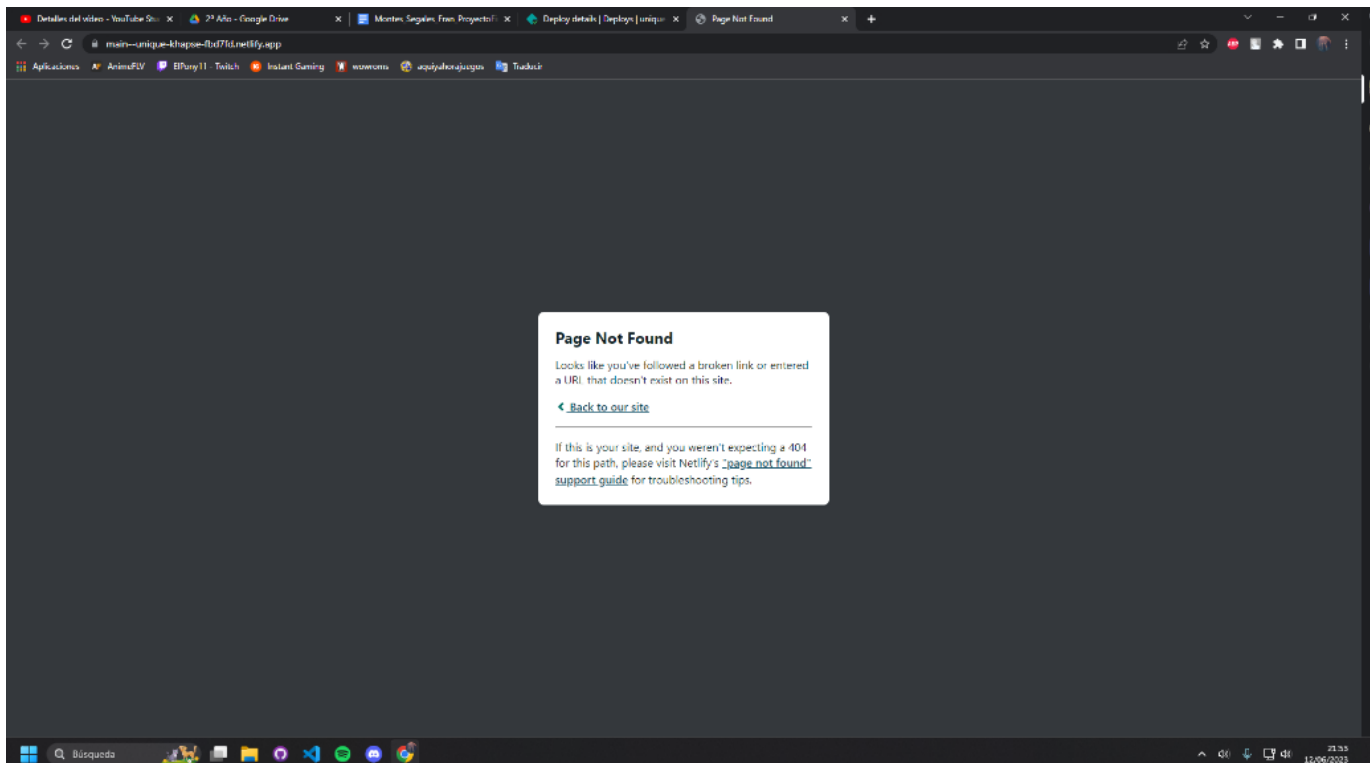 Detalles del vídeo - YouTube Stu
2º Año - Google Drive
Montes Segales, Fran ProyectoFi
Deploy details | Deploys | unique
Page Not Found
main--unique-khapse-fbd7fd.netlify.app
Aplicaciones
AnimeFLV
ElPony11 - Twitch
Instant Gaming
wowroms
aquiyahorajuegos
Traducir
Page Not Found
Looks like you've followed a broken link or entered
a URL that doesn't exist on this site.
Back to our site
If this is your site, and you weren't expecting a 404
for this path, please visit Netlify's "page not found"
support guide for troubleshooting tips.
Búsqueda
21:55
12/06/2023